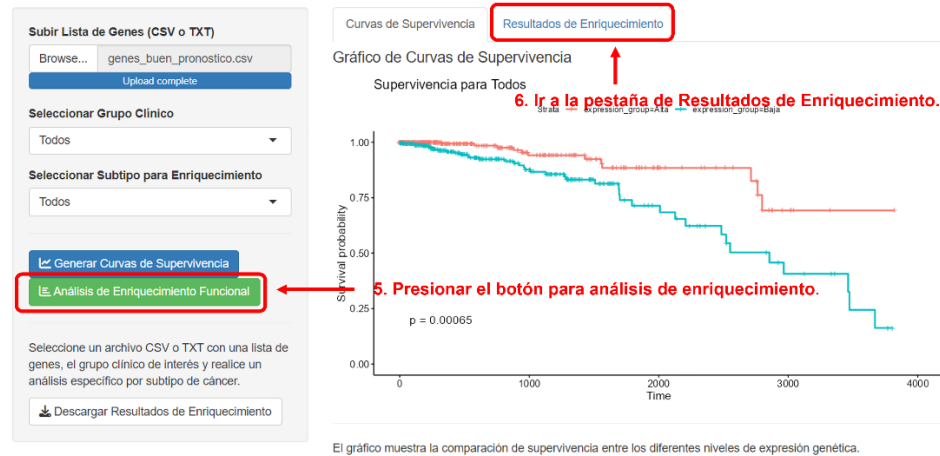 Subir Lista de Genes (CSV o TXT)
Browse... genes_buen_pronostico.csv
Upload complete
Seleccionar Grupo Clínico
Todos
Seleccionar Subtipo para Enriquecimiento
Todos
Generar Curvas de Supervivencia
Análisis de Enriquecimiento Funcional
Seleccione un archivo CSV o TXT con una lista de
genes, el grupo clínico de interés y realice un
análisis específico por subtipo de cáncer.
Descargar Resultados de Enriquecimiento
Curvas de Supervivencia Resultados de Enriquecimiento
Gráfico de Curvas de Supervivencia
Supervivencia para Todos
6. Ir a la pestaña de Resultados de Enriquecimiento.
Strata expression_group=Alta expression_group=Baja
1.00
0.75
0.50
0.25
0.00
Survival probability
5. Presionar el botón para análisis de enriquecimiento.
p = 0.00065
0 1000 2000 3000 4000
Time
El gráfico muestra la comparación de supervivencia entre los diferentes niveles de expresión genética.